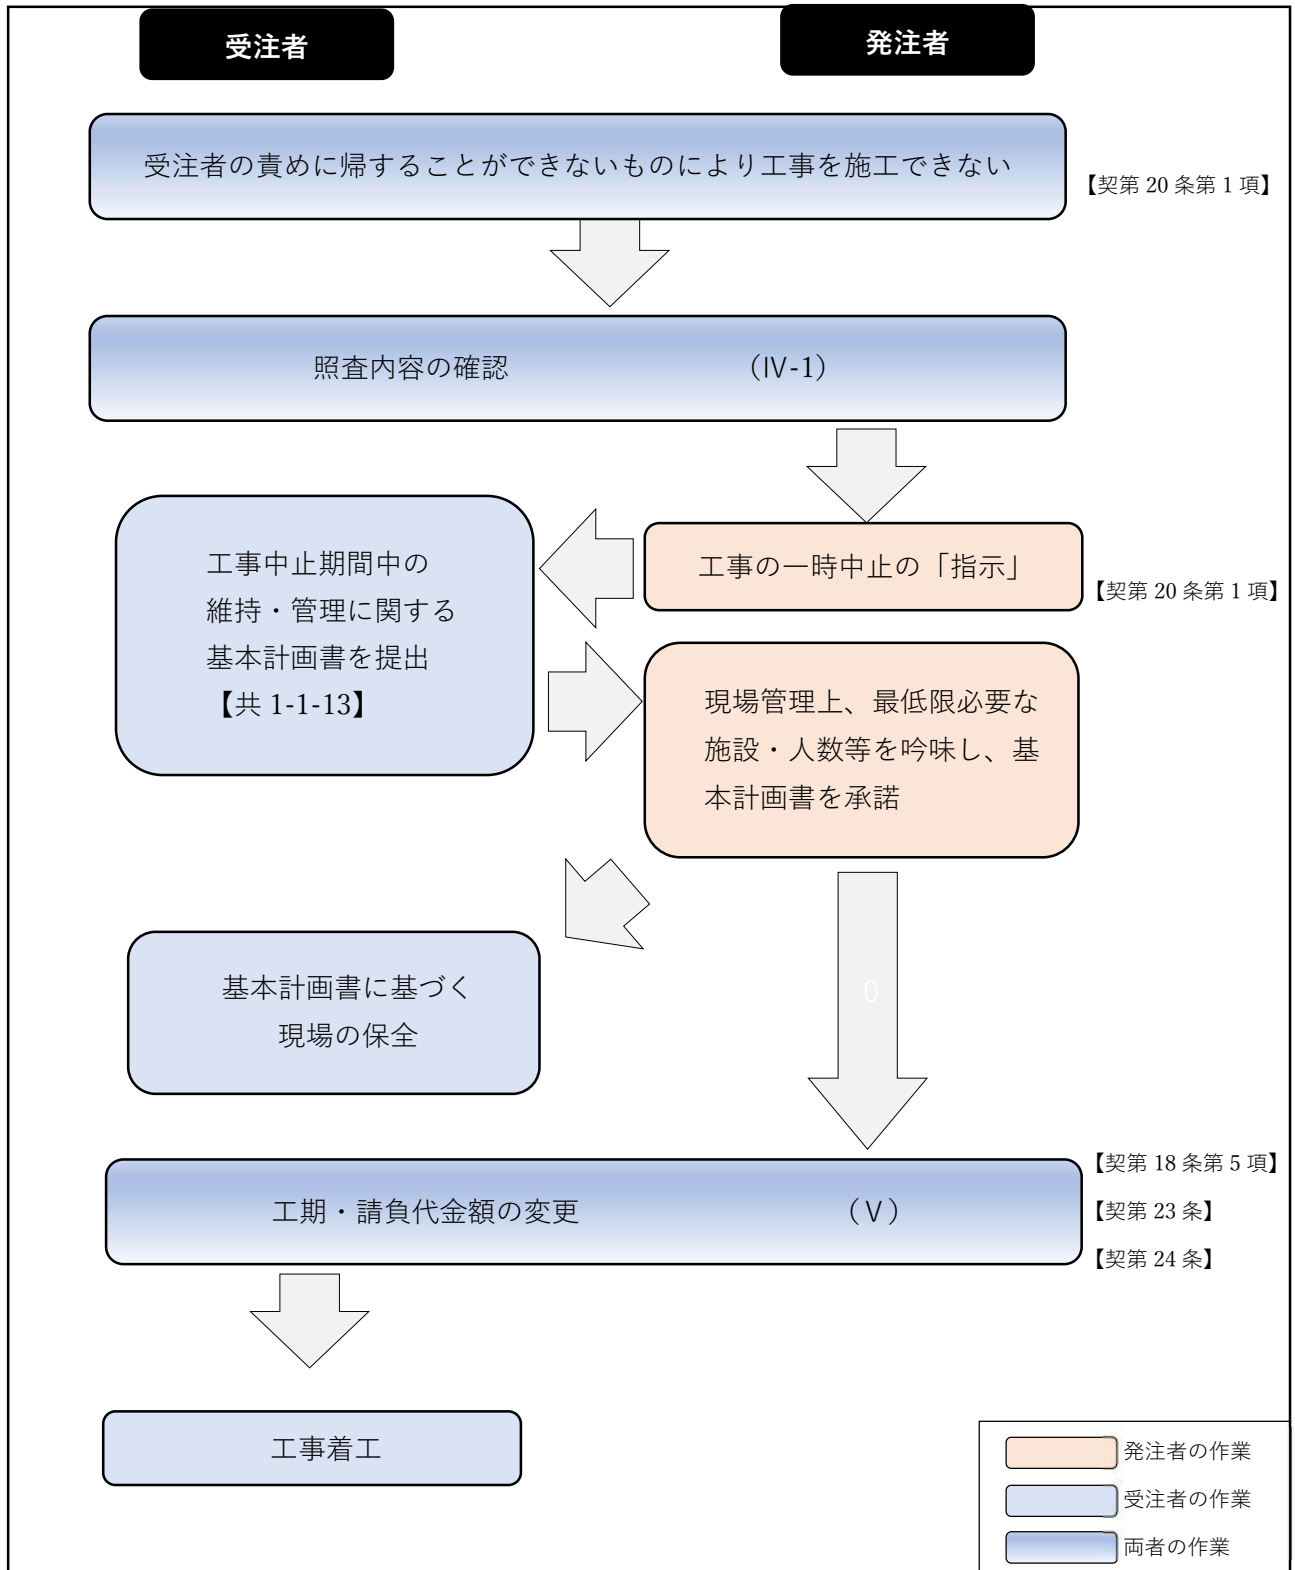 受注者
発注者
受注者の責めに帰することができないものにより工事を施工できない
【契第 20 条第 1 項】
照査内容の確認 （Ⅳ-1）
工事の一時中止の「指示」
【契第 20 条第 1 項】
工事中止期間中の
維持・管理に関する
基本計画書を提出
【共 1-1-13】
現場管理上、最低限必要な
施設・人数等を吟味し、基
本計画書を承諾
0
基本計画書に基づく
現場の保全
工期・請負代金額の変更 （Ⅴ）
【契第 18 条第 5 項】
【契第 23 条】
【契第 24 条】
工事着工
発注者の作業
受注者の作業
両者の作業